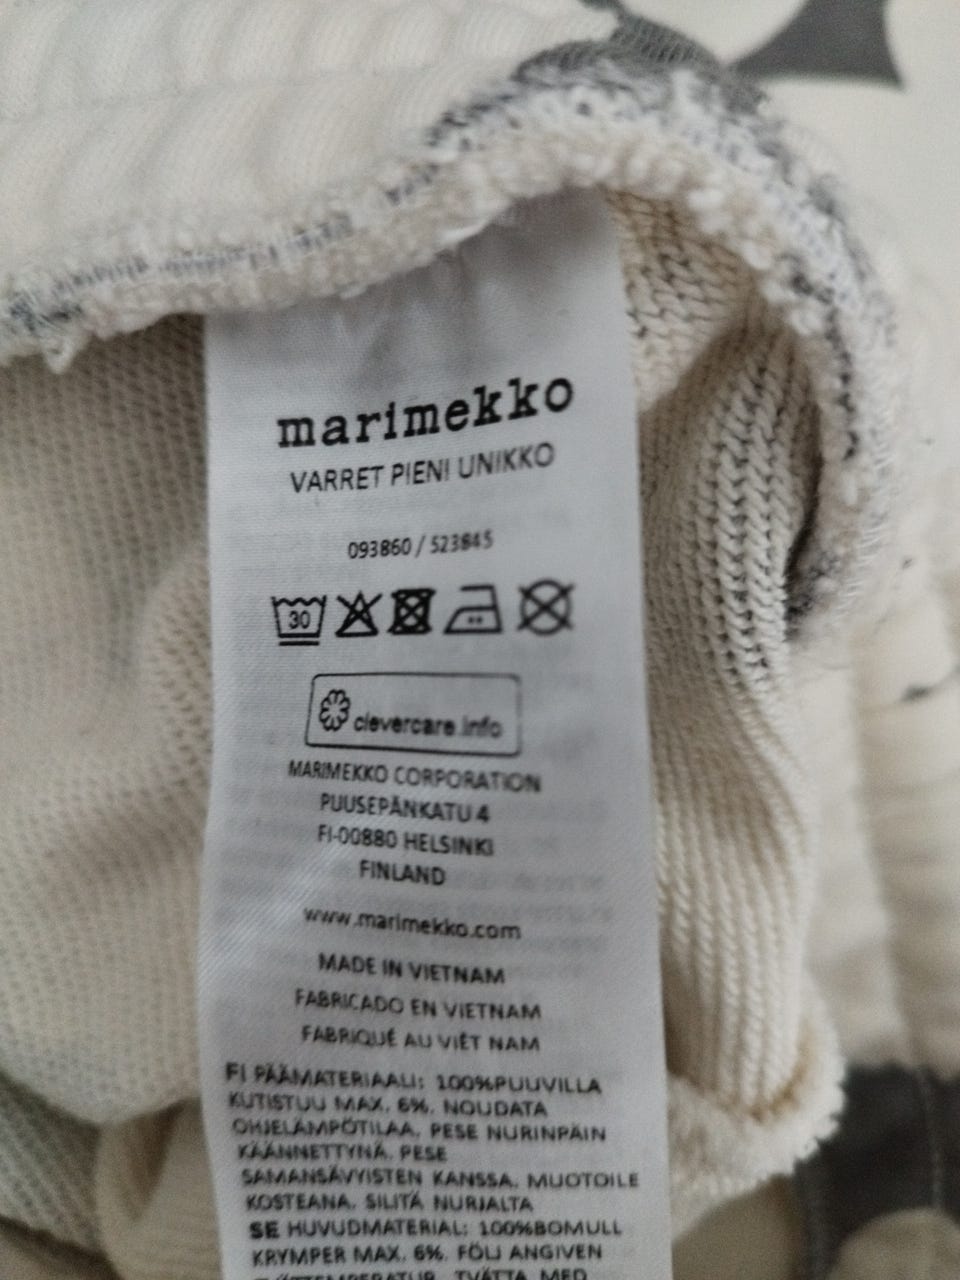 marimekko
VARRET PIENI UNIKKO
093860 / 523845
30
clevercare.info
MARIMEKKO CORPORATION
PUUSEPÄNKATU 4
FI-00880 HELSINKI
FINLAND
www.marimekko.com
MADE IN VIETNAM
FABRICADO EN VIETNAM
FABRIQUÉ AU VIÊT NAM
FI PÄÄMATERIAALI: 100%PUUVILLA
KUTISTUU MAX. 6%. NOUDATA
OHJELÄMPÖTILAA. PESE NURINPÄIN
KÄÄNNETTYNÄ. PESE
SAMANSÄVYISTEN KANSSA. MUOTOILE
KOSTEANA. SILITÄ NURJALTA
SE HUVUDMATERIAL: 100%BOMULL
KRYMPER MAX. 6%. FÖLJ ANGIVEN
TVÄTTEMPERATUR. TVÄTTA MED